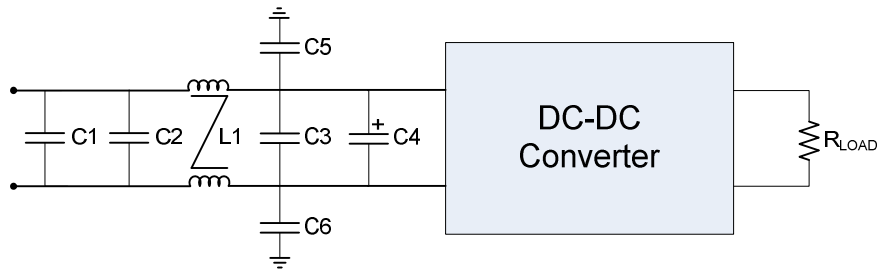 C5
C1
C2
L1
C3
+
C4
DC-DC
Converter
RLOAD
C6